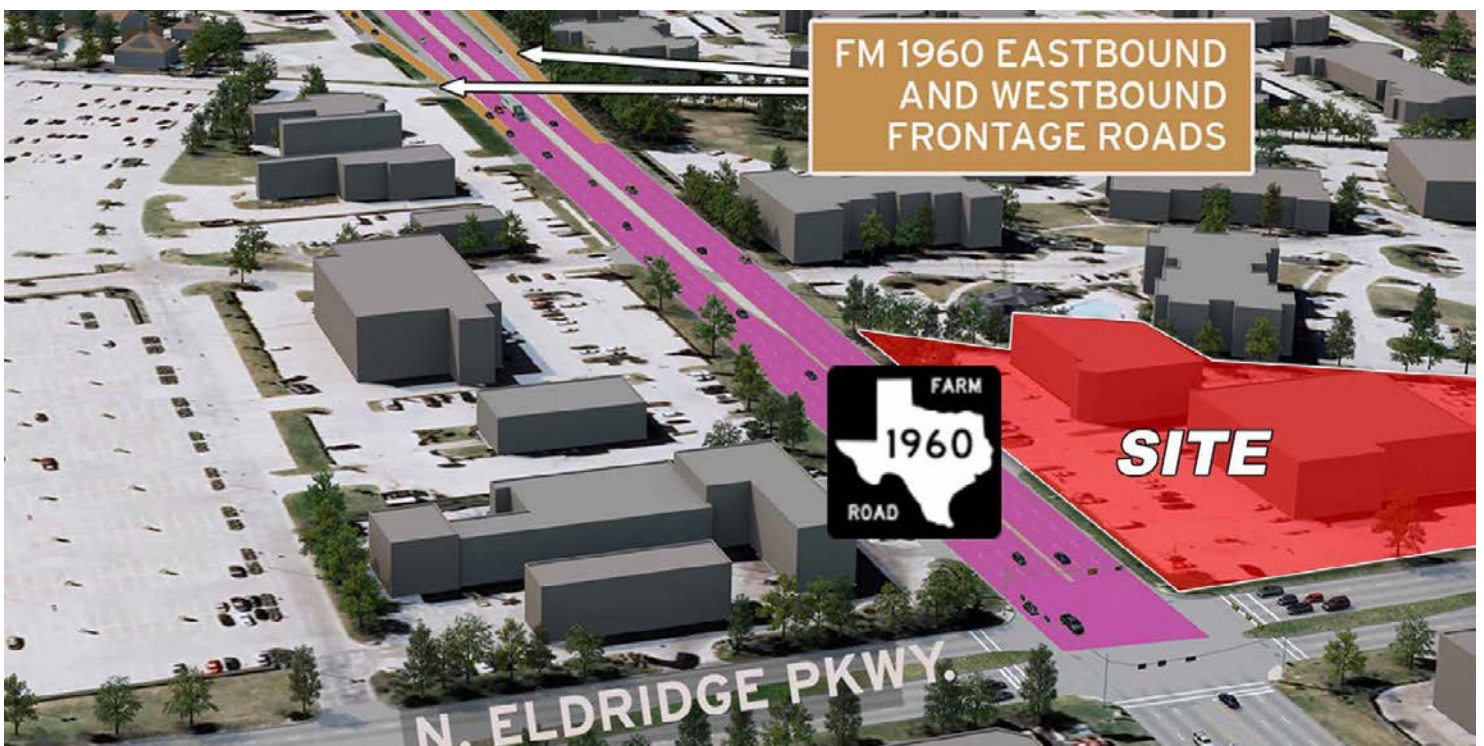 FM 1960 EASTBOUND
AND WESTBOUND
FRONTAGE ROADS
FARM
1960
ROAD
SITE
N. ELDRIDGE PKWY.